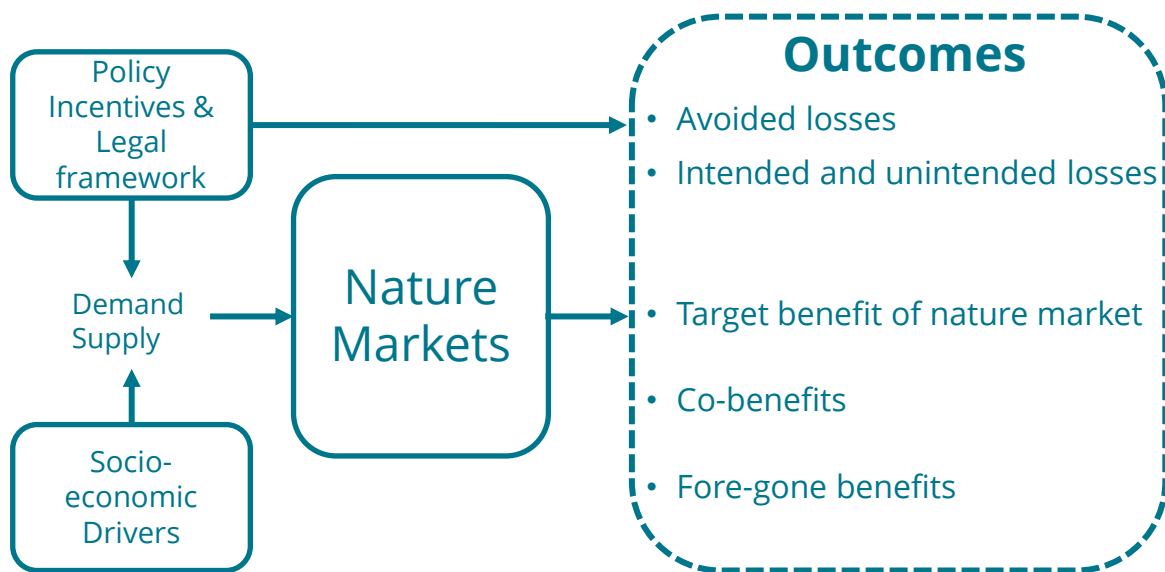 Policy
Incentives &
Legal
framework
Demand
Supply
Socio-
economic
Drivers
Nature
Markets
Outcomes
• Avoided losses
• Intended and unintended losses
• Target benefit of nature market
• Co-benefits
• Fore-gone benefits